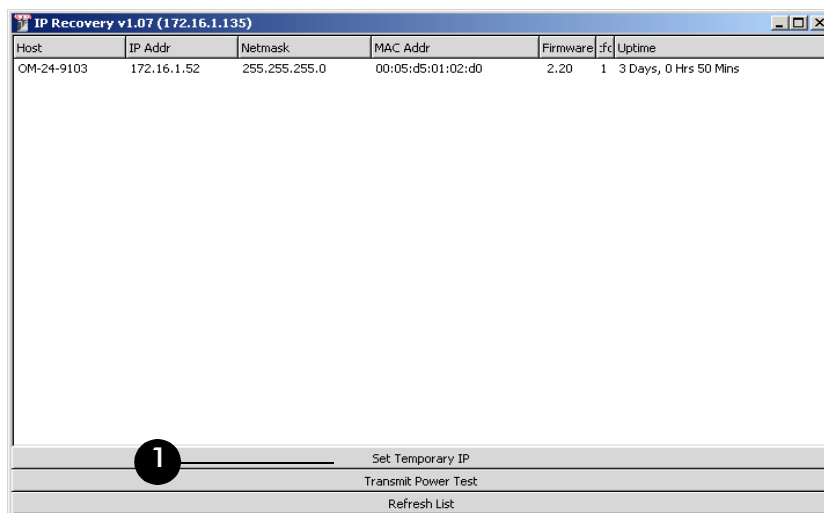 IP Recovery v1.07 (172.16.1.135)
Host IP Addr Netmask MAC Addr Firmware :fc Uptime
OM-24-9103 172.16.1.52 255.255.255.0 00:05:d5:01:02:d0 2.20 1 3 Days, 0 Hrs 50 Mins
1
Set Temporary IP
Transmit Power Test
Refresh List